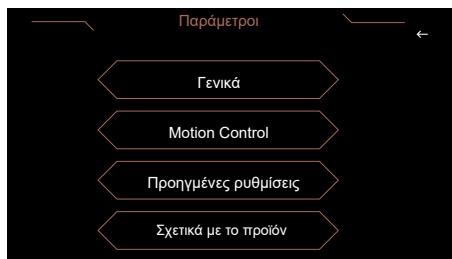 Παράμετροι
←
Γενικά
Motion Control
Προηγμένες ρυθμίσεις
Σχετικά με το προϊόν